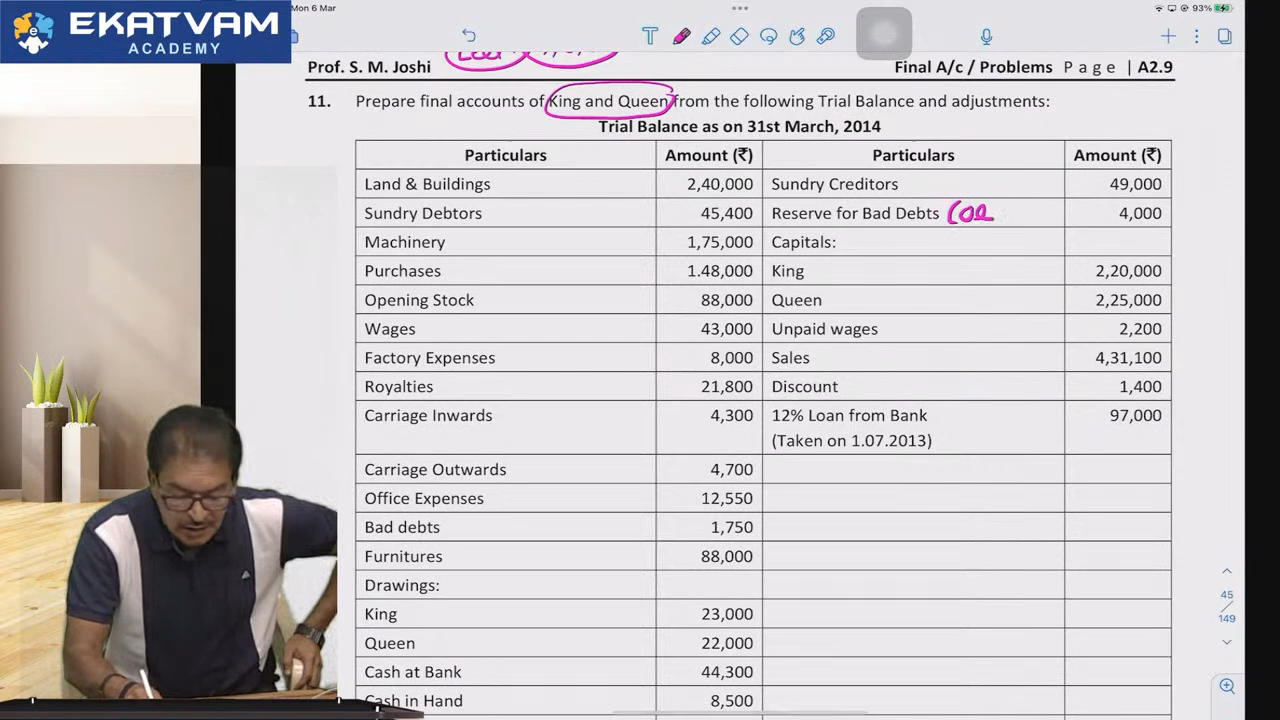 Mon 6 Mar
93%
EKATVAM
ACADEMY
Prof. S. M. Joshi Final A/c / Problems Page | A2.9
11. Prepare final accounts of King and Queen from the following Trial Balance and adjustments:
Trial Balance as on 31st March, 2014
Particulars Amount (₹) Particulars Amount (₹)
Land & Buildings 2,40,000 Sundry Creditors 49,000
Sundry Debtors 45,400 Reserve for Bad Debts 4,000
Machinery 1,75,000 Capitals:
Purchases 1.48,000 King 2,20,000
Opening Stock 88,000 Queen 2,25,000
Wages 43,000 Unpaid wages 2,200
Factory Expenses 8,000 Sales 4,31,100
Royalties 21,800 Discount 1,400
Carriage Inwards 4,300 12% Loan from Bank 97,000
(Taken on 1.07.2013)
Carriage Outwards 4,700
Office Expenses 12,550
Bad debts 1,750
Furnitures 88,000
Drawings:
King 23,000
Queen 22,000
Cash at Bank 44,300
Cash in Hand 8,500
45
149